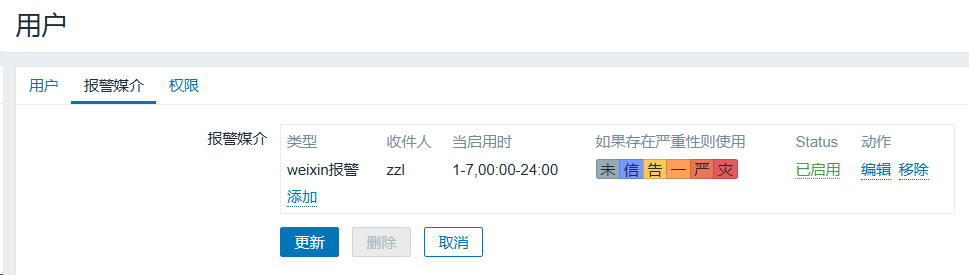 用户
用户 报警媒介 权限
报警媒介 类型 收件人 当启用时 如果存在严重性则使用 Status 动作
weixin报警 zzl 1-7,00:00-24:00 未 信 告 一 严 灾 已启用 编辑 移除
添加
更新 删除 取消